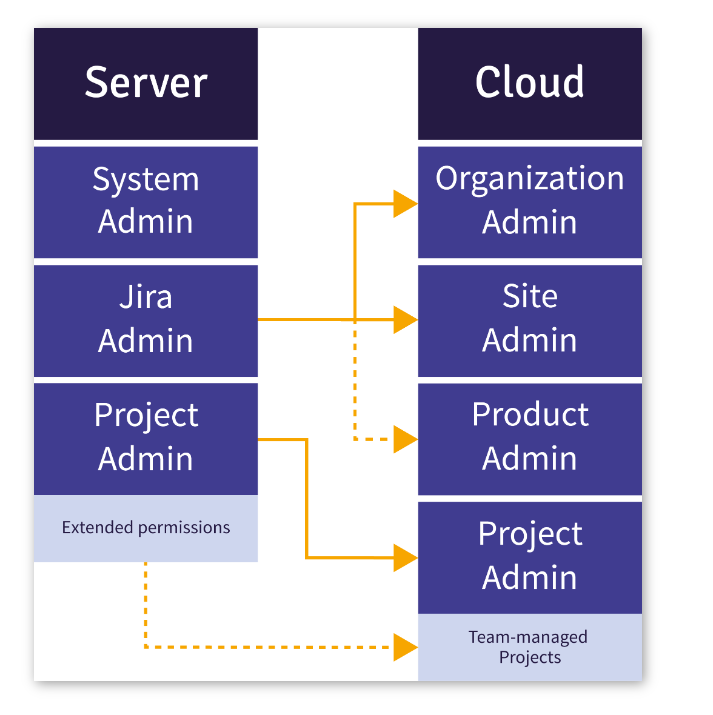 Server
System
Admin
Jira
Admin
Project
Admin
Extended permissions
Cloud
Organization
Admin
Site
Admin
Product
Admin
Project
Admin
Team-managed
Projects